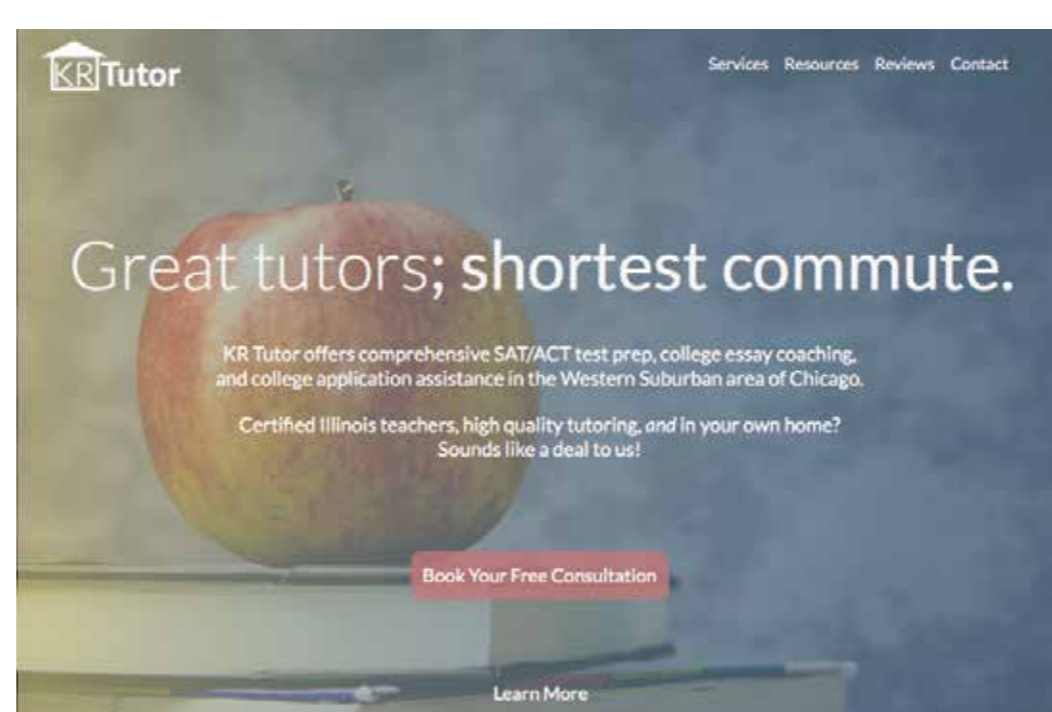 KR Tutor
Services Resources Reviews Contact
Great tutors; shortest commute.
KR Tutor offers comprehensive SAT/ACT test prep, college essay coaching,
and college application assistance in the Western Suburban area of Chicago.
Certified Illinois teachers, high quality tutoring, and in your own home?
Sounds like a deal to us!
Book Your Free Consultation
Learn More